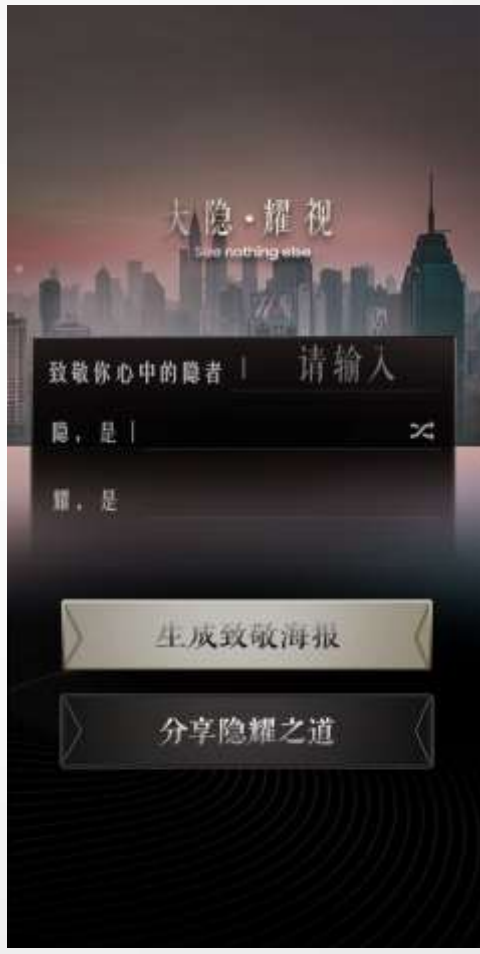 大隐·耀视
See nothing else
致敬你心中的隐者 | 请输入
隐，是 |
耀，是
生成致敬海报
分享隐耀之道